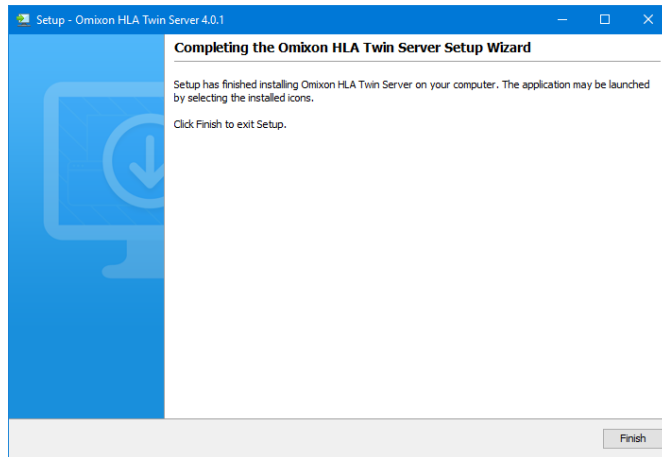 Setup - Omixon HLA Twin Server 4.0.1
Completing the Omixon HLA Twin Server Setup Wizard
Setup has finished installing Omixon HLA Twin Server on your computer. The application may be launched
by selecting the installed icons.
Click Finish to exit Setup.
Finish